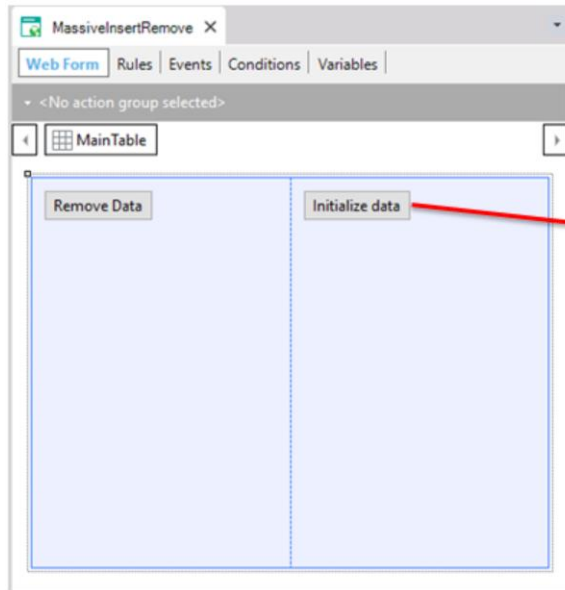 MassiveInsertRemove
Web Form Rules Events Conditions Variables
<No action group selected>
MainTable
Remove Data Initialize data